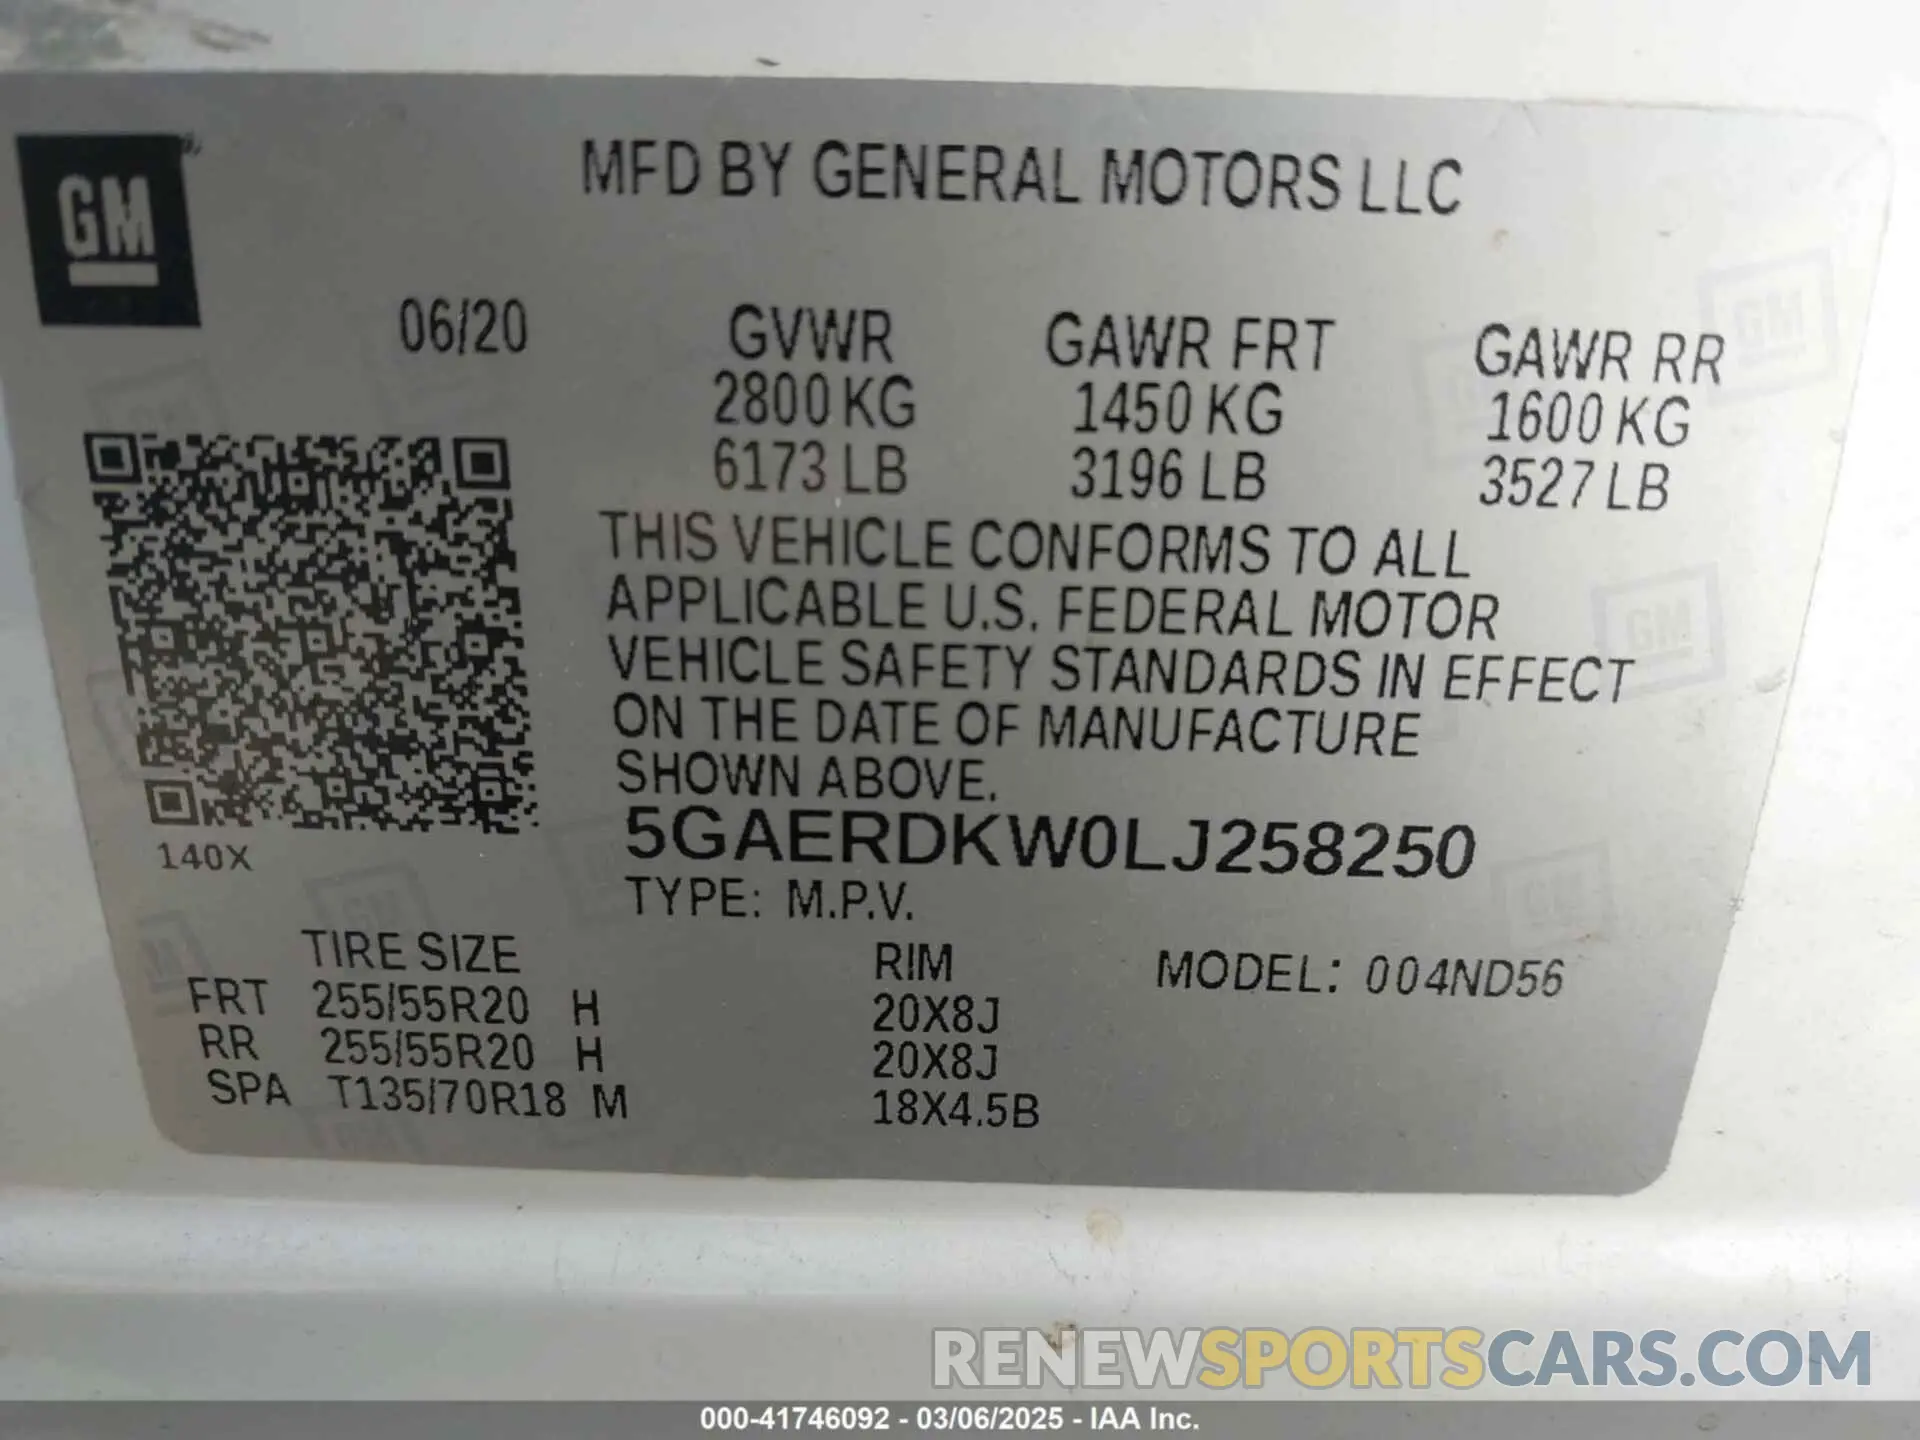 GM
MFD BY GENERAL MOTORS LLC
06/20 GVWR GAWR FRT GAWR RR
2800 KG 1450 KG 1600 KG
6173 LB 3196 LB 3527 LB
THIS VEHICLE CONFORMS TO ALL
APPLICABLE U.S. FEDERAL MOTOR
VEHICLE SAFETY STANDARDS IN EFFECT
ON THE DATE OF MANUFACTURE
SHOWN ABOVE.
5GAERDKW0LJ258250
140X
TYPE: M.P.V.
TIRE SIZE RIM MODEL: 004ND56
FRT 255/55R20 H 20X8J
RR 255/55R20 H 20X8J
SPA T135/70R18 M 18X4.5B
RENEWSPORTSCARS.COM
000-41746092 - 03/06/2025 - IAA Inc.